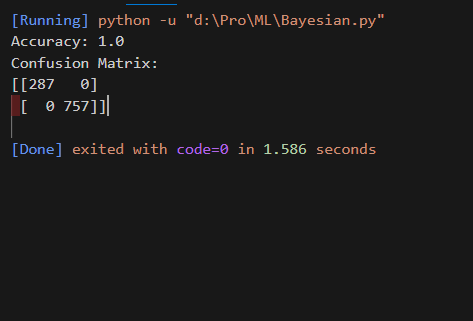 [Running] python -u "d:\Pro\ML\Bayesian.py"
Accuracy: 1.0
Confusion Matrix:
[[287   0]
 [  0 757]]
[Done] exited with code=0 in 1.586 seconds